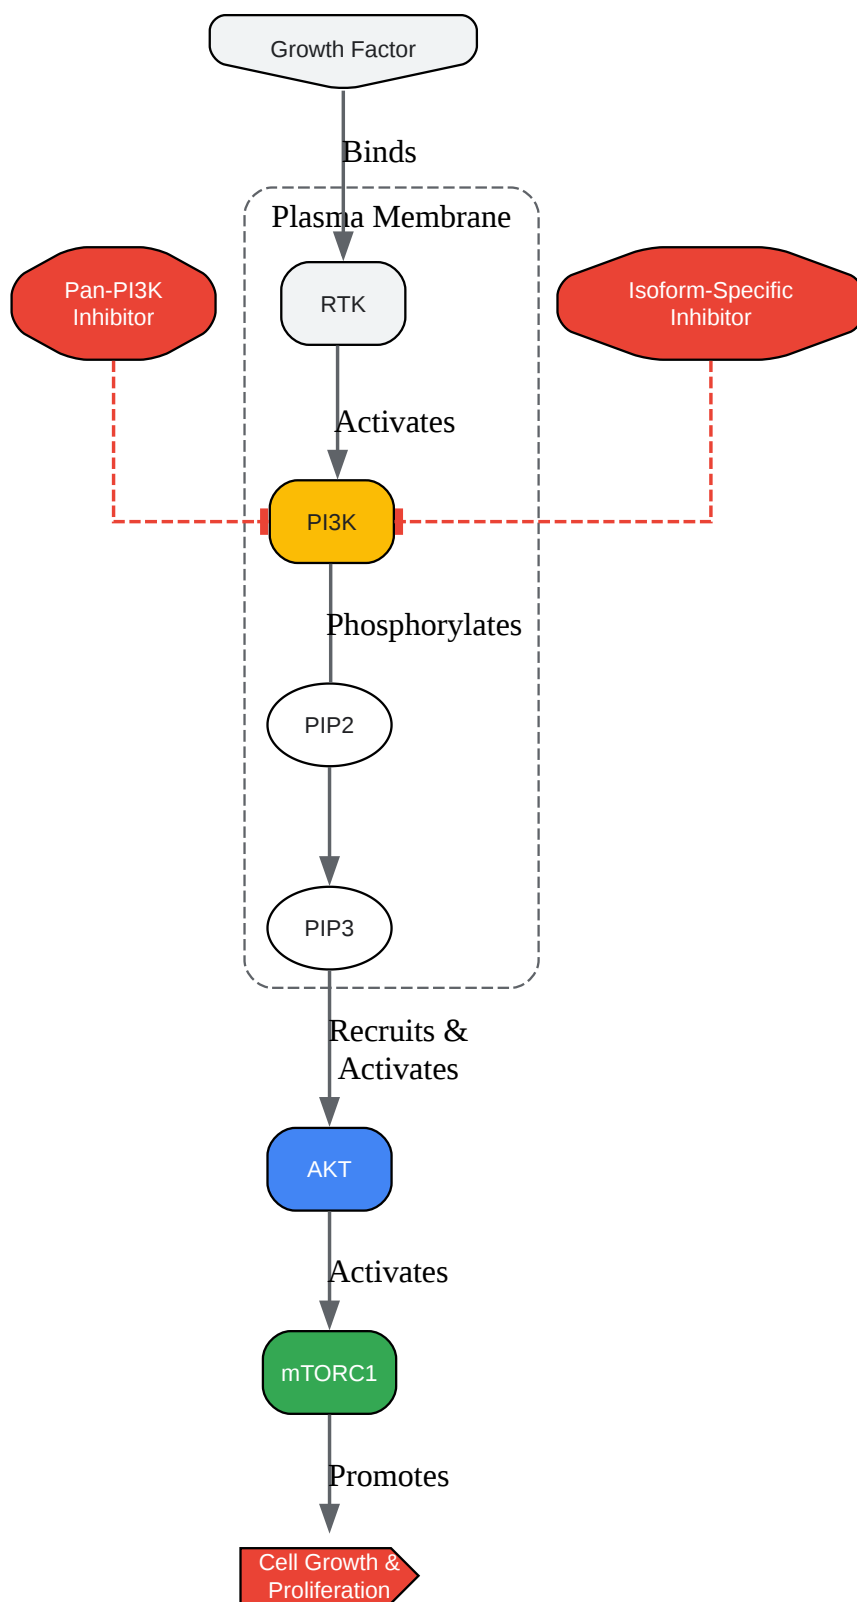 Growth Factor
Binds
Plasma Membrane
Pan-PI3K
Inhibitor
RTK
Isoform-Specific
Inhibitor
Activates
PI3K
Phosphorylates
PIP2
PIP3
Recruits &
Activates
AKT
Activates
mTORC1
Promotes
Cell Growth &
Proliferation